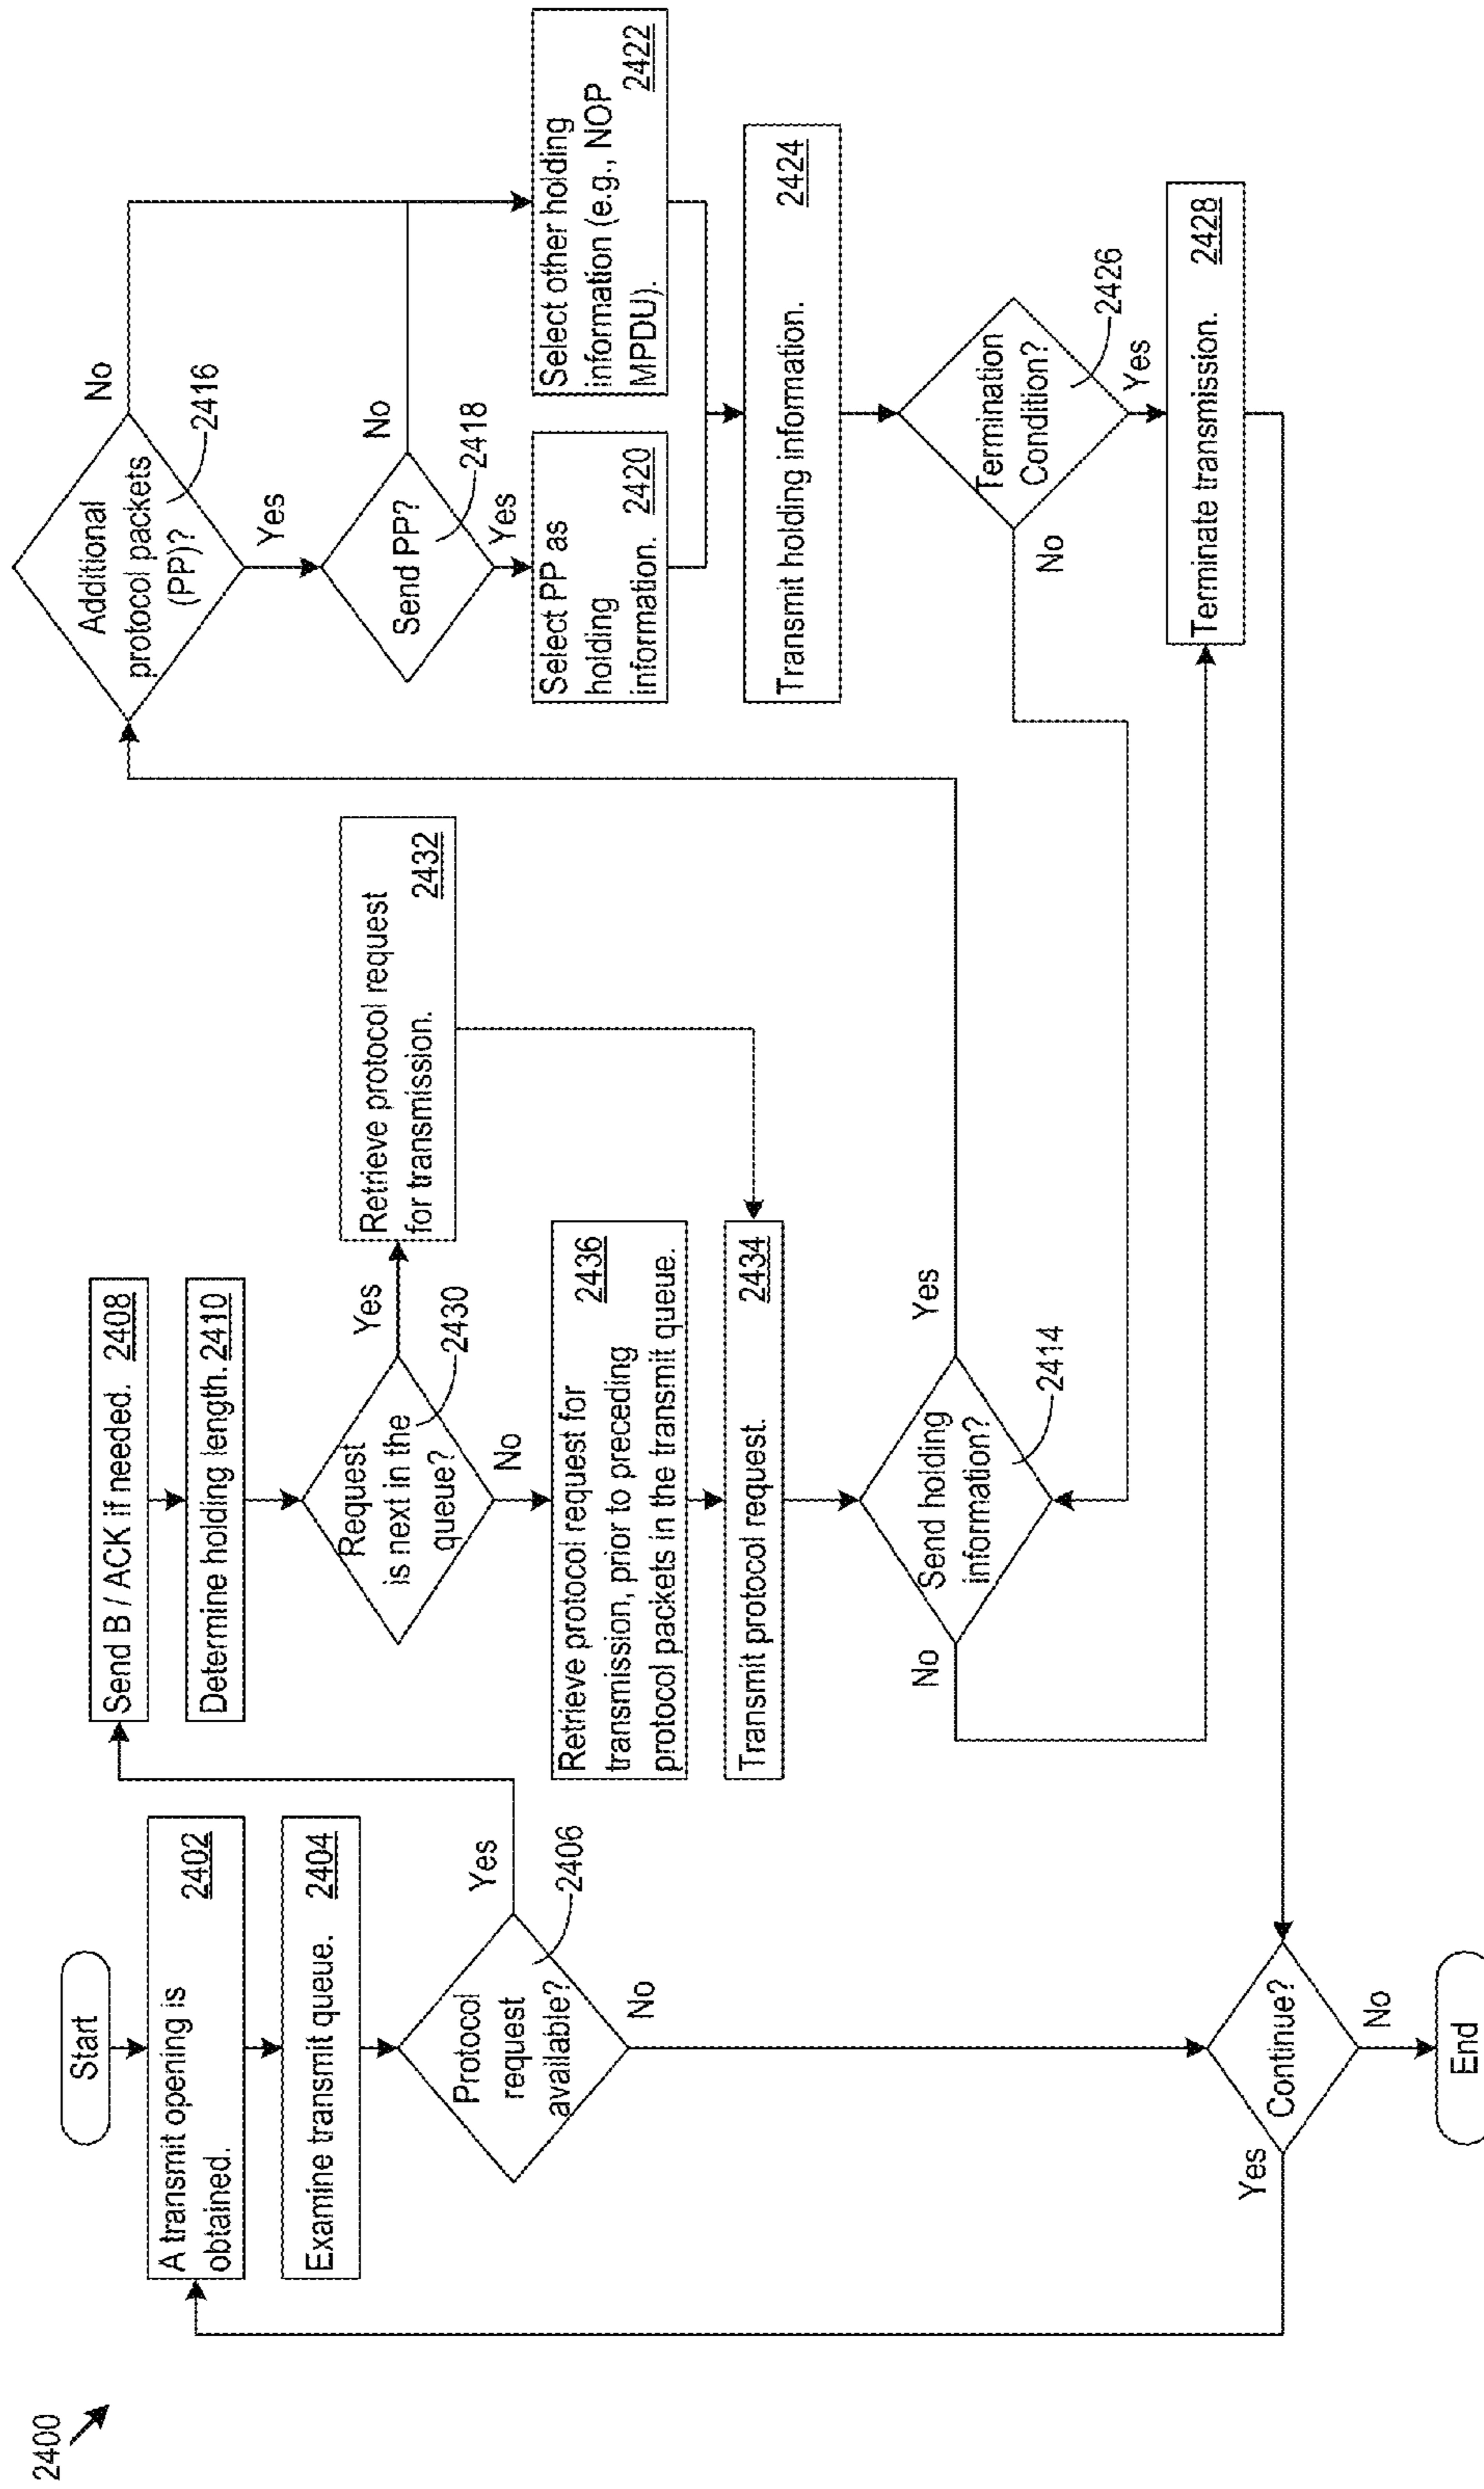 2400
Start
A transmit opening is
obtained. 2402
Examine transmit queue. 2404
Protocol
request
available?
2406
Yes
No
Continue?
Yes
No
End
Send B / ACK if needed. 2408
Determine holding length. 2410
Request
is next in the
queue?
2430
Yes
No
Retrieve protocol request
for transmission. 2432
Retrieve protocol request for
transmission, prior to preceding
protocol packets in the transmit queue.
2436
Transmit protocol request. 2434
Send holding
information?
2414
Yes
No
Additional
protocol packets
(PP)?
2416
No
Yes
Send PP?
2418
No
Yes
Select PP as
holding
information. 2420
Select other holding
information (e.g., NOP
MPDU). 2422
Transmit holding information. 2424
Termination
Condition?
2426
No
Yes
Terminate transmission. 2428